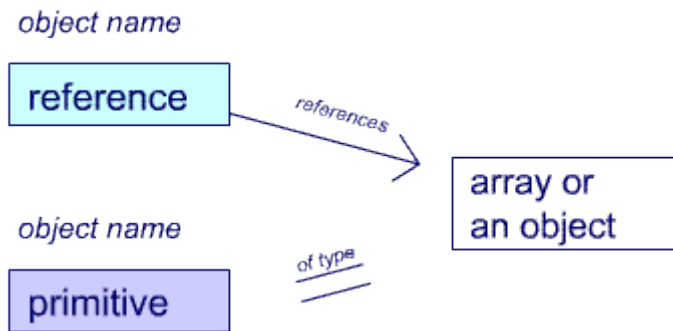 object name
reference
references
array or
an object
object name
of type
primitive